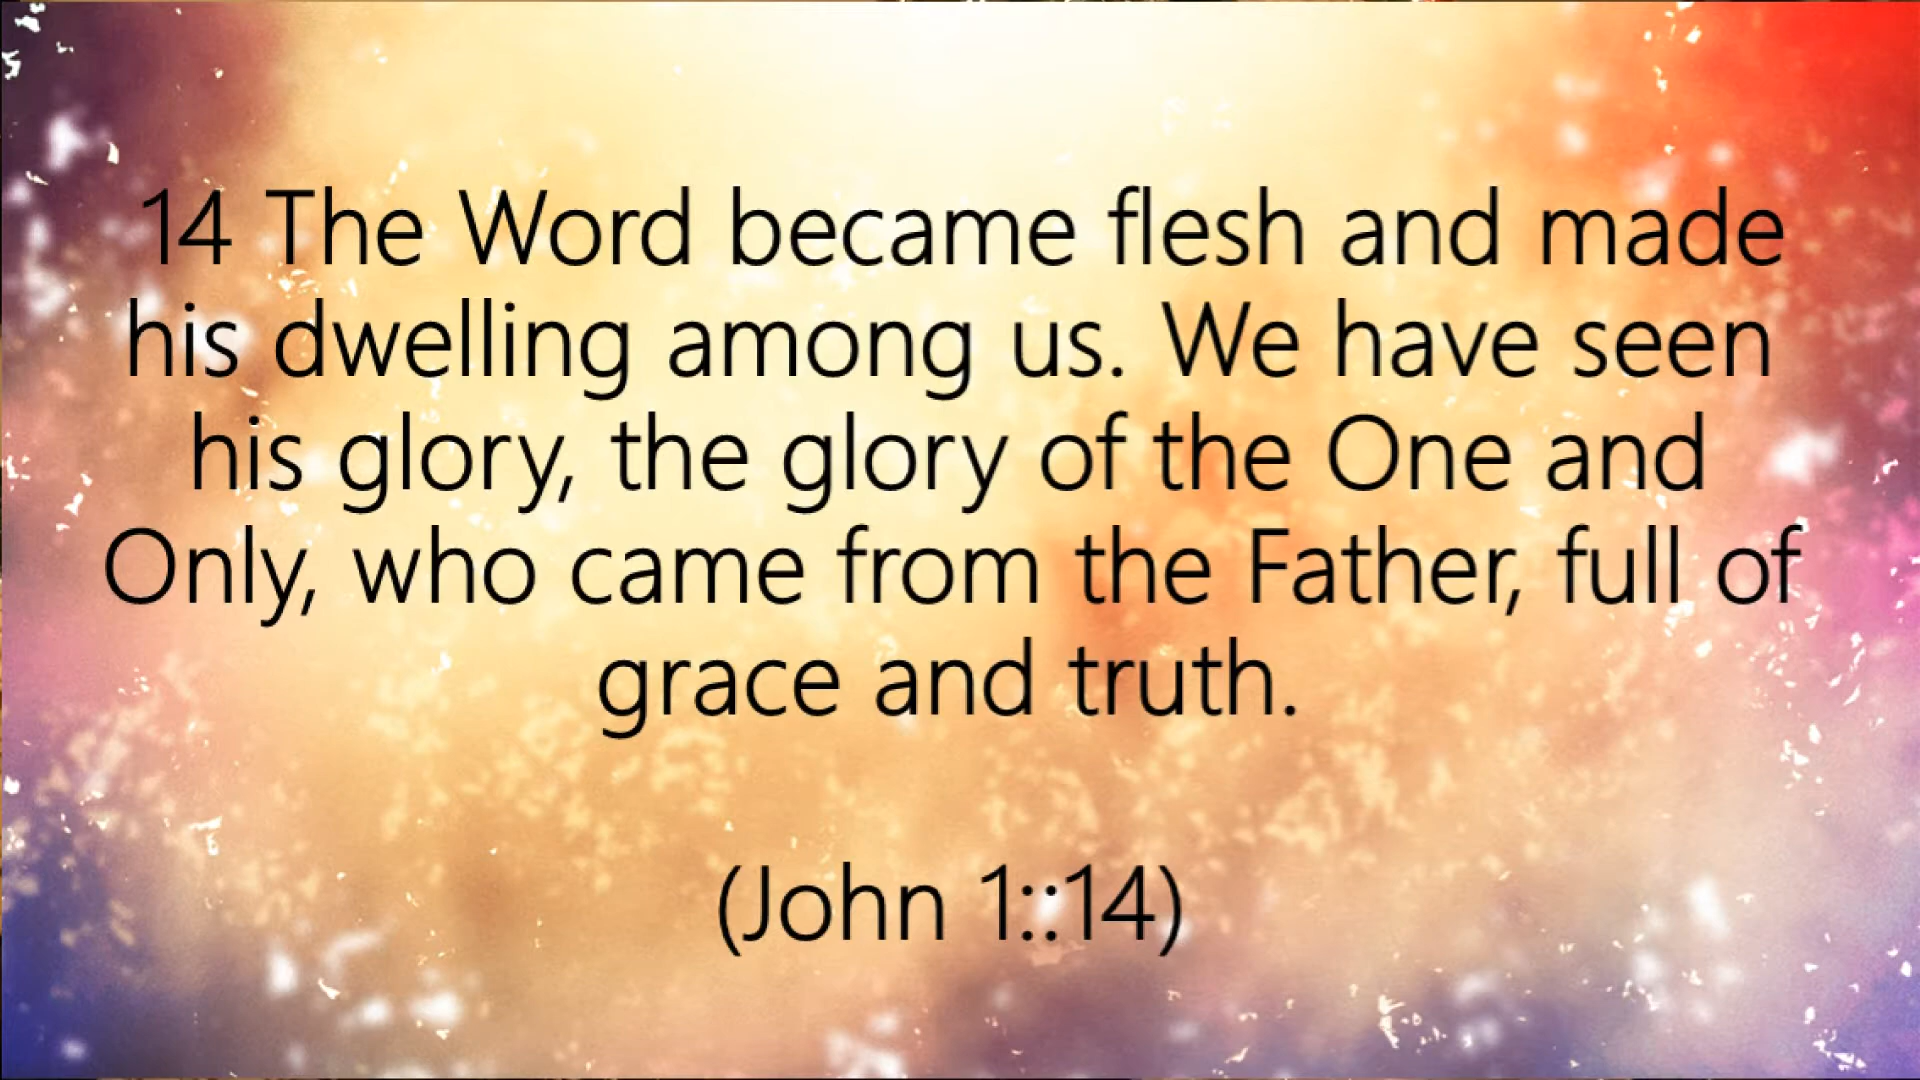 14 The Word became flesh and made
his dwelling among us. We have seen
his glory, the glory of the One and
Only, who came from the Father, full of
grace and truth.
(John 1::14)